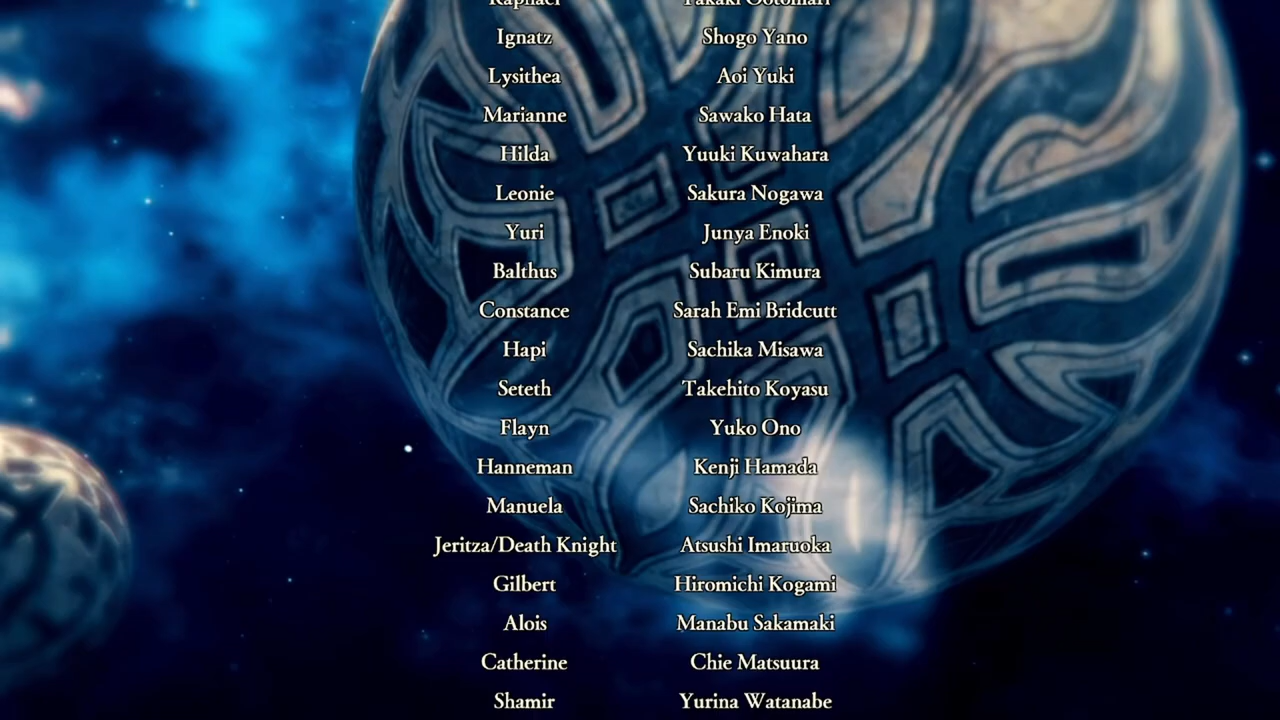 Raphael Takaki Ootomari
Ignatz Shogo Yano
Lysithea Aoi Yuki
Marianne Sawako Hata
Hilda Yuuki Kuwahara
Leonie Sakura Nogawa
Yuri Junya Enoki
Balthus Subaru Kimura
Constance Sarah Emi Bridcutt
Hapi Sachika Misawa
Seteth Takehito Koyasu
Flayn Yuko Ono
Hanneman Kenji Hamada
Manuela Sachiko Kojima
Jeritza/Death Knight Atsushi Imaruoka
Gilbert Hiromichi Kogami
Alois Manabu Sakamaki
Catherine Chie Matsuura
Shamir Yurina Watanabe